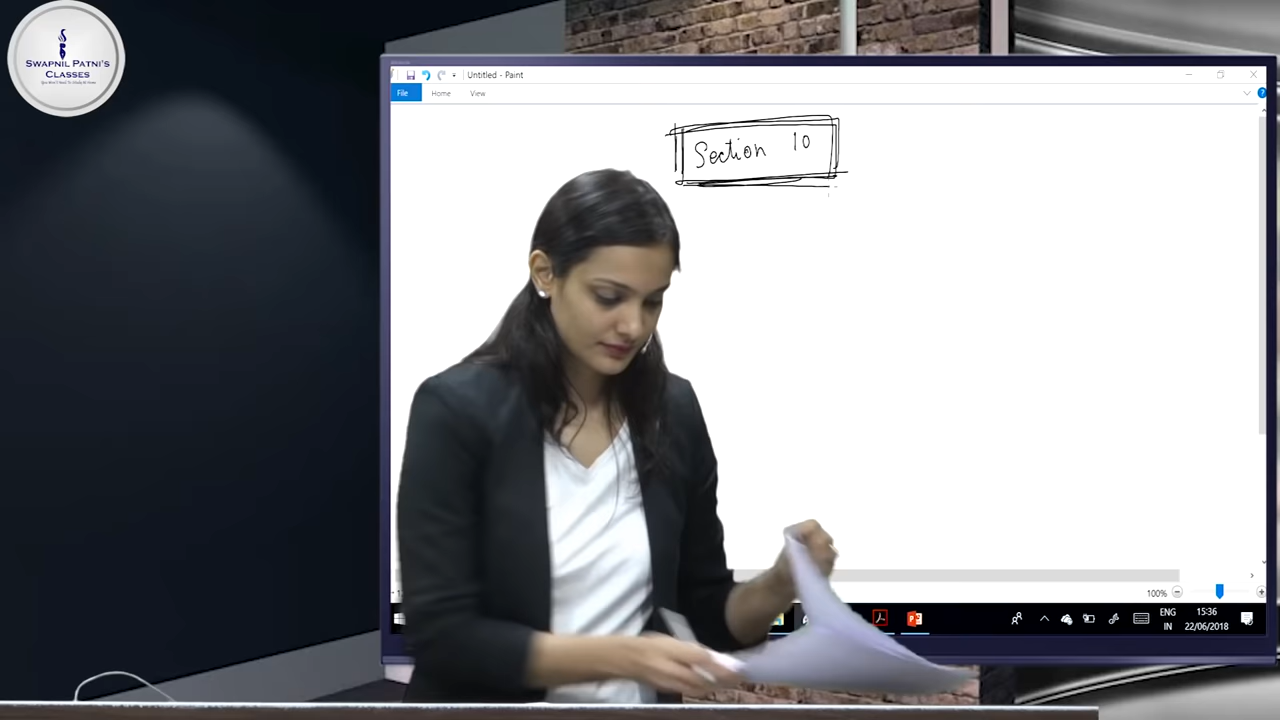 SWAPNIL PATNI'S
CLASSES
Untitled - Paint
File Home View
Section 10
100%
ENG 15:36
IN 22/06/2018